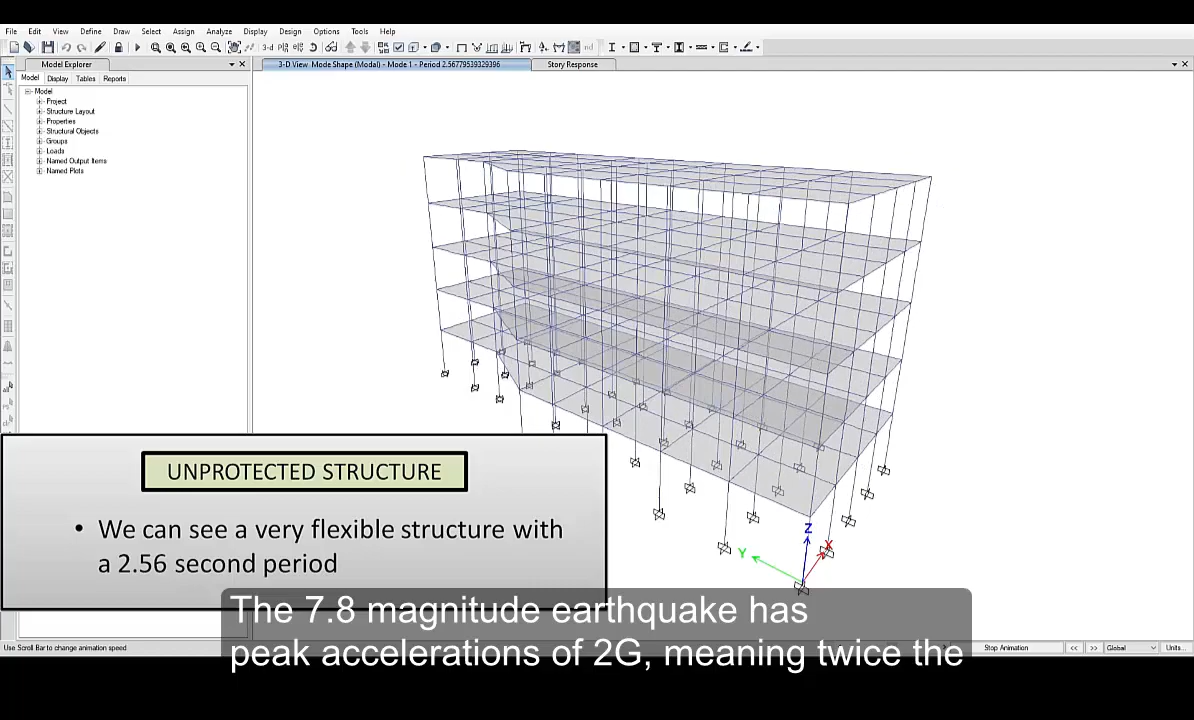 File Edit View Define Draw Select Assign Analyze Display Design Options Tools Help
3-d
nd
Model Explorer
3-D View Mode Shape (Modal) - Mode 1 - Period 2.56779539329396
Story Response
Model Display Tables Reports
Model
Project
Structure Layout
Properties
Structural Objects
Groups
Loads
Named Output Items
Named Plots
UNPROTECTED STRUCTURE
• We can see a very flexible structure with
a 2.56 second period
Z
X
Y
The 7.8 magnitude earthquake has
peak accelerations of 2G, meaning twice the
Use Scroll Bar to change animation speed
Stop Animation << >> Global Units...